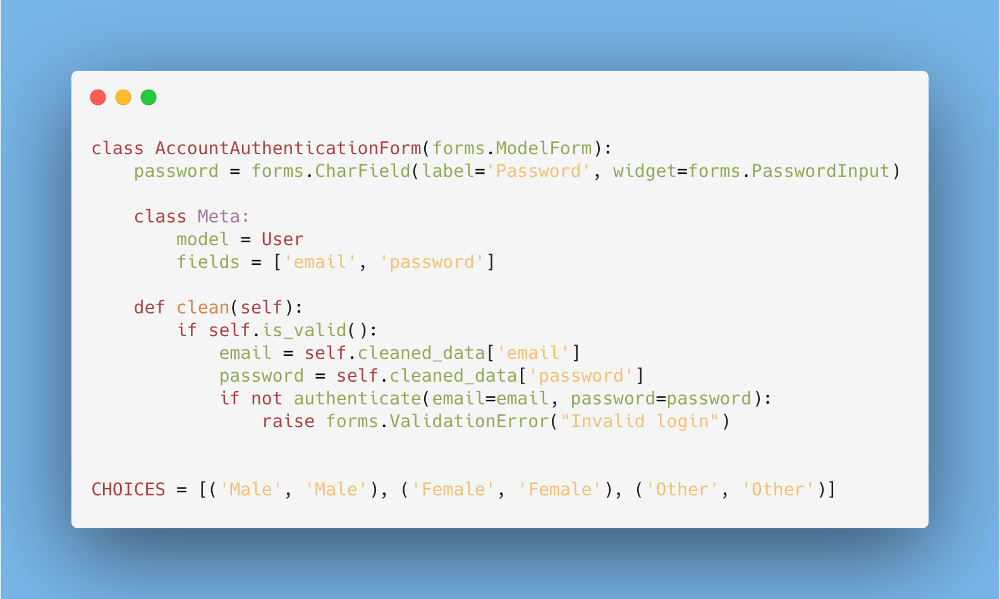 class AccountAuthenticationForm(forms.ModelForm):
    password = forms.CharField(label='Password', widget=forms.PasswordInput)

    class Meta:
        model = User
        fields = ['email', 'password']

    def clean(self):
        if self.is_valid():
            email = self.cleaned_data['email']
            password = self.cleaned_data['password']
            if not authenticate(email=email, password=password):
                raise forms.ValidationError("Invalid login")


CHOICES = [('Male', 'Male'), ('Female', 'Female'), ('Other', 'Other')]